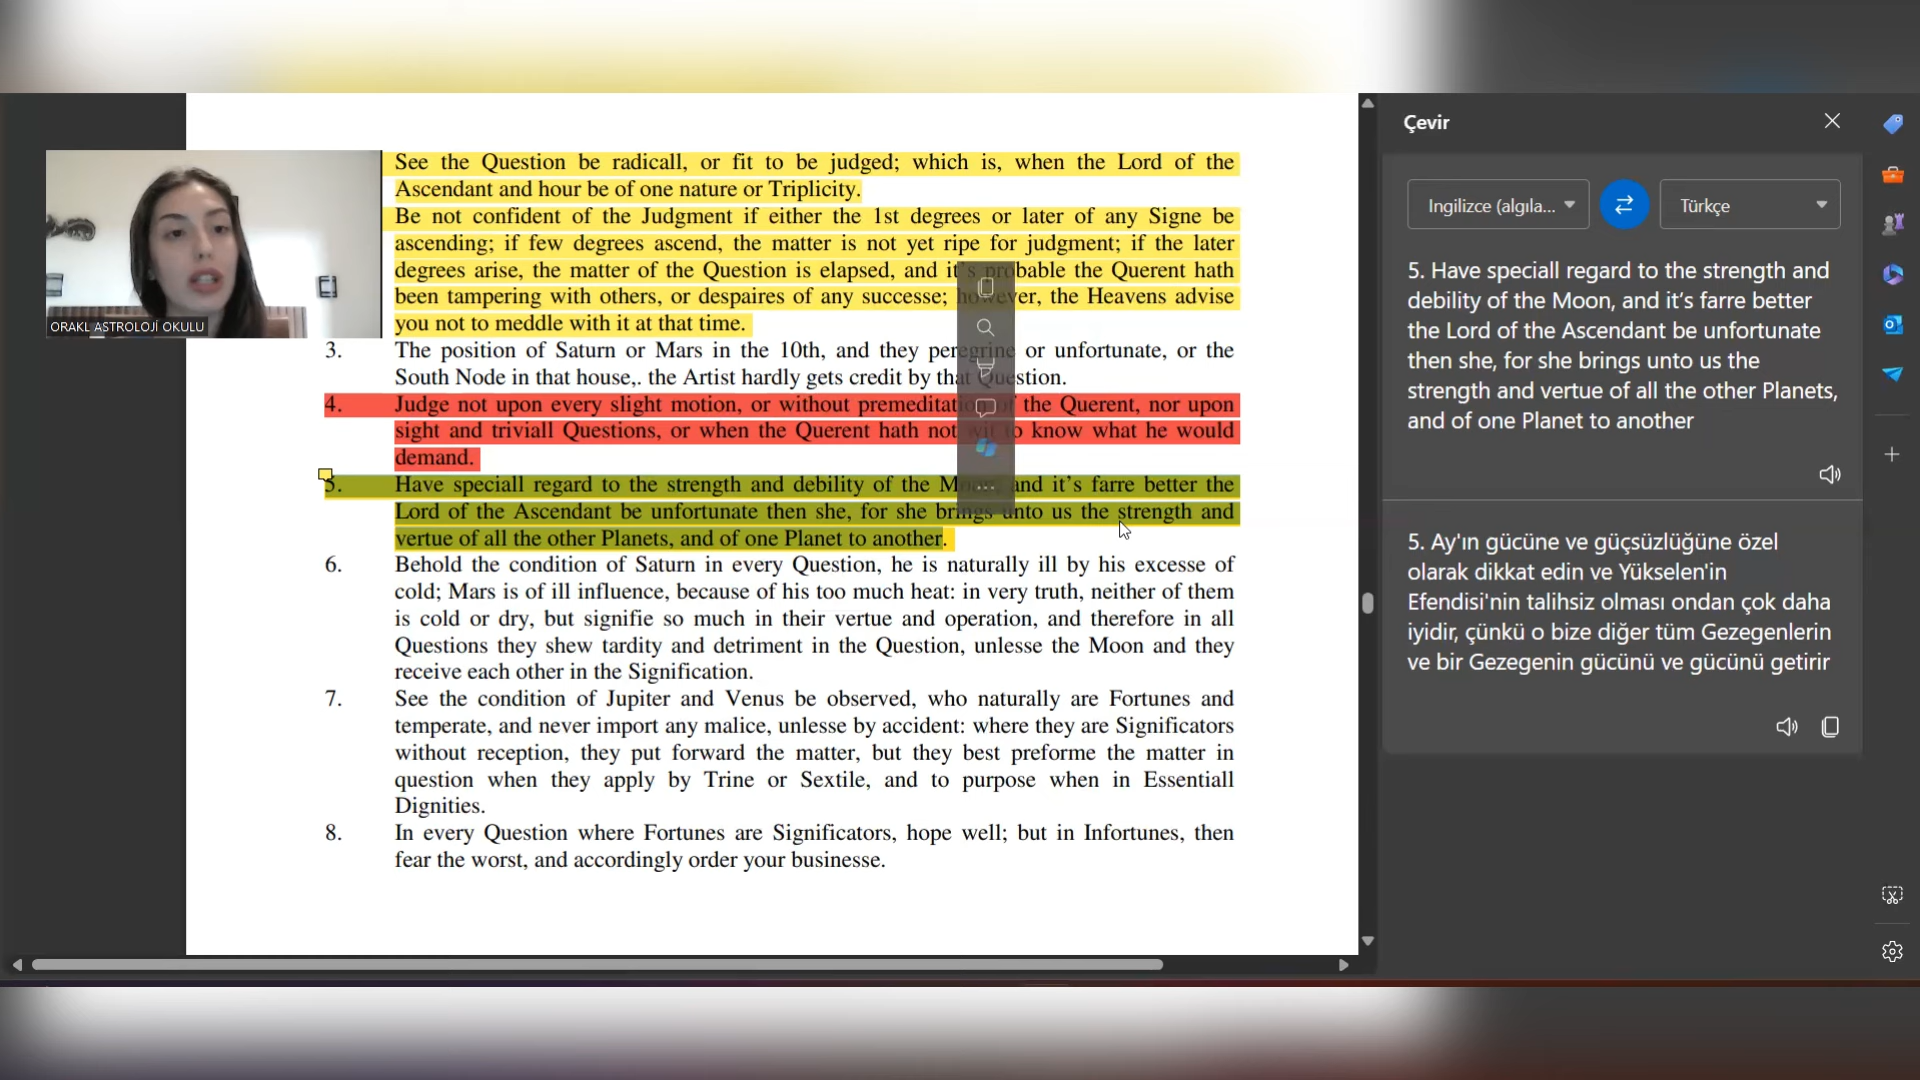 See the Question be radicall, or fit to be judged; which is, when the Lord of the
Ascendant and hour be of one nature or Triplicity.
Be not confident of the Judgment if either the 1st degrees or later of any Signe be
ascending; if few degrees ascend, the matter is not yet ripe for judgment; if the later
degrees arise, the matter of the Question is elapsed, and it's probable the Querent hath
been tampering with others, or despaires of any successe; however, the Heavens advise
you not to meddle with it at that time.
3. The position of Saturn or Mars in the 10th, and they peregrine or unfortunate, or the
South Node in that house,. the Artist hardly gets credit by that Question.
4. Judge not upon every slight motion, or without premeditation of the Querent, nor upon
sight and triviall Questions, or when the Querent hath not wit to know what he would
demand.
5. Have speciall regard to the strength and debility of the Moon, and it's farre better the
Lord of the Ascendant be unfortunate then she, for she brings unto us the strength and
vertue of all the other Planets, and of one Planet to another.
6. Behold the condition of Saturn in every Question, he is naturally ill by his excesse of
cold; Mars is of ill influence, because of his too much heat: in very truth, neither of them
is cold or dry, but signifie so much in their vertue and operation, and therefore in all
Questions they shew tardity and detriment in the Question, unlesse the Moon and they
receive each other in the Signification.
7. See the condition of Jupiter and Venus be observed, who naturally are Fortunes and
temperate, and never import any malice, unlesse by accident: where they are Significators
without reception, they put forward the matter, but they best preforme the matter in
question when they apply by Trine or Sextile, and to purpose when in Essentiall
Dignities.
8. In every Question where Fortunes are Significators, hope well; but in Infortunes, then
fear the worst, and accordingly order your businesse.
ORAKL ASTROLOJİ OKULU
Çevir
Ingilizce (algıla...
Türkçe
5. Have speciall regard to the strength and
debility of the Moon, and it's farre better
the Lord of the Ascendant be unfortunate
then she, for she brings unto us the
strength and vertue of all the other Planets,
and of one Planet to another
5. Ay'ın gücüne ve güçsüzlüğüne özel
olarak dikkat edin ve Yükselen'in
Efendisi'nin talihsiz olması ondan çok daha
iyidir, çünkü o bize diğer tüm Gezegenlerin
ve bir Gezegenin gücünü ve gücünü getirir